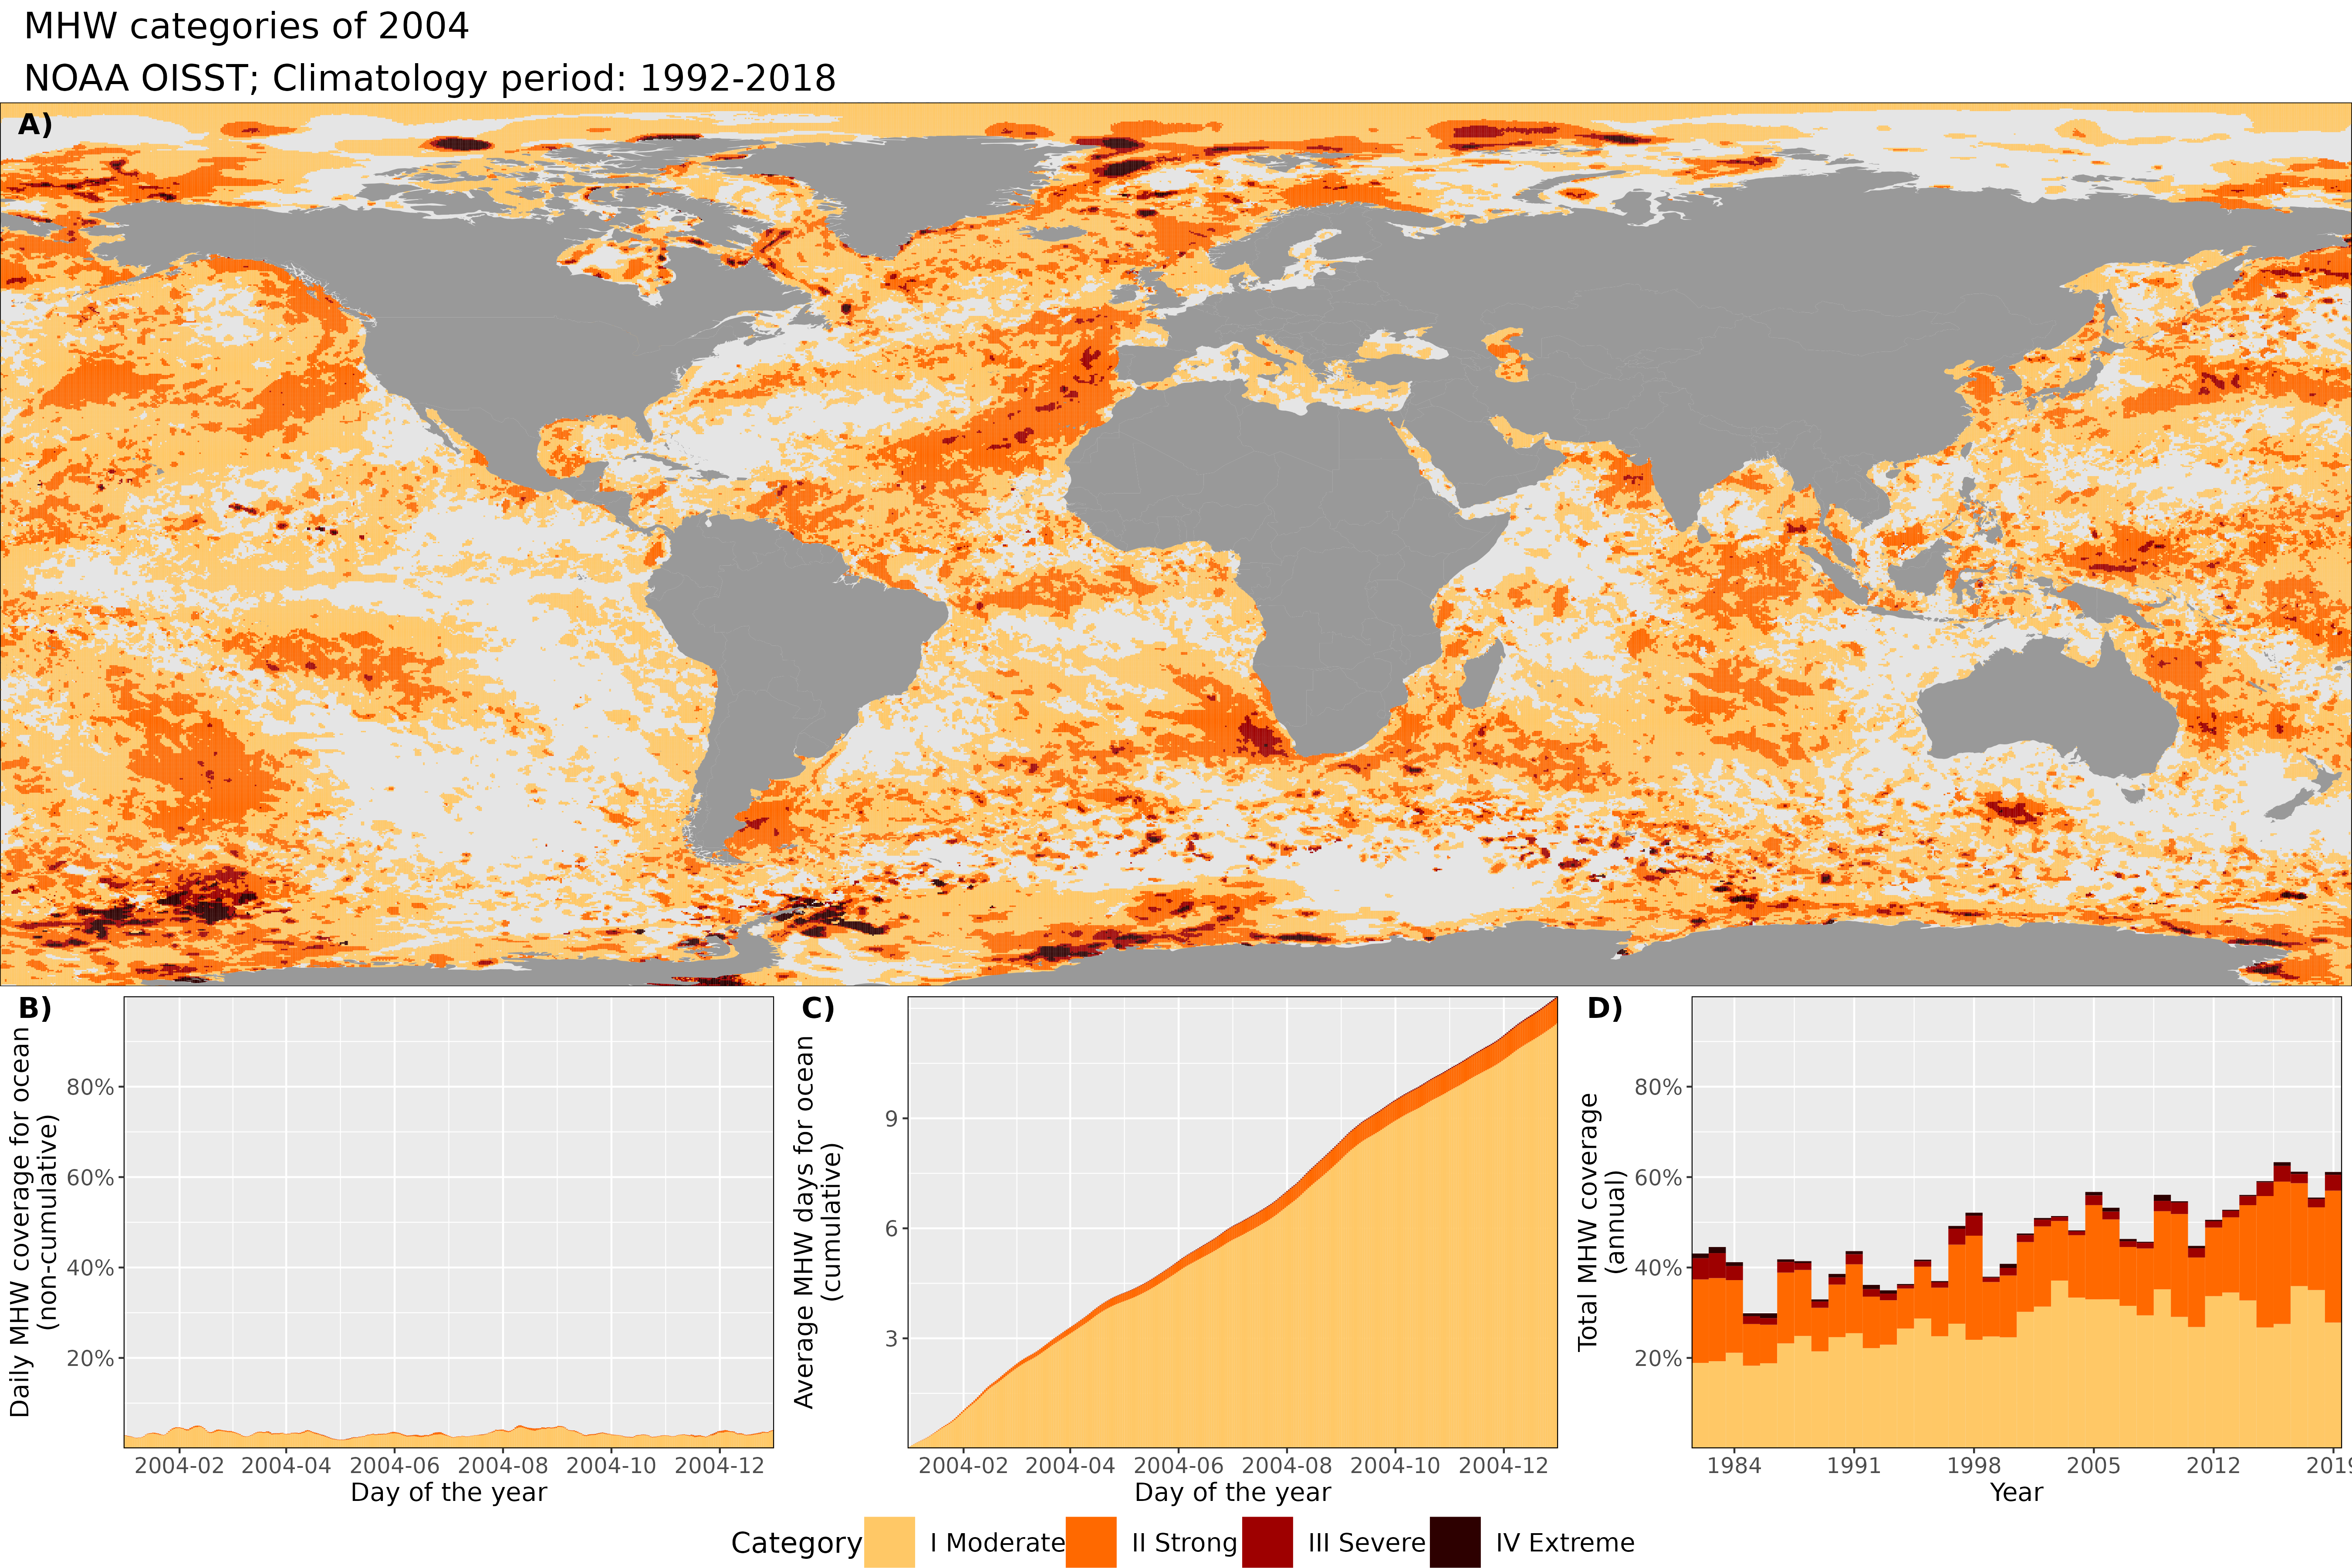 MHW categories of 2004
NOAA OISST; Climatology period: 1992-2018
A)
B)
Daily MHW coverage for ocean
(non-cumulative)
80%
60%
40%
20%
2004-02 2004-04 2004-06 2004-08 2004-10 2004-12
Day of the year
C)
Average MHW days for ocean
(cumulative)
9
6
3
2004-02 2004-04 2004-06 2004-08 2004-10 2004-12
Day of the year
D)
Total MHW coverage
(annual)
80%
60%
40%
20%
1984 1991 1998 2005 2012 2019
Year
Category I Moderate II Strong III Severe IV Extreme